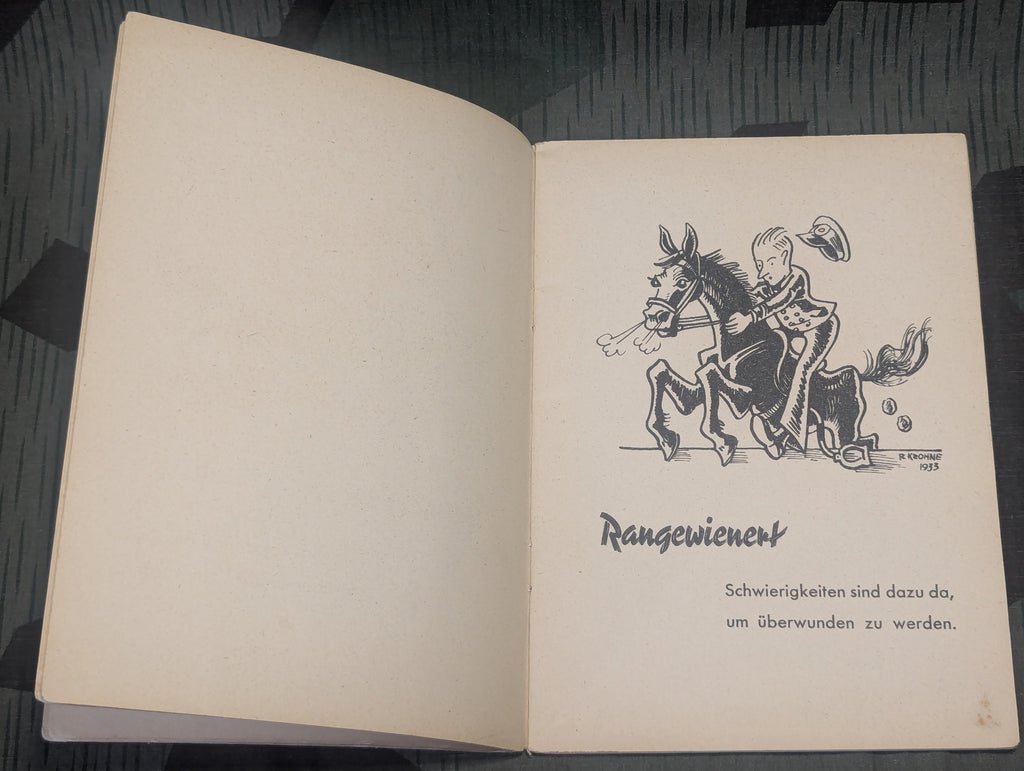 R. KROHNE
1933
Rangewienert
Schwierigkeiten sind dazu da,
um überwunden zu werden.